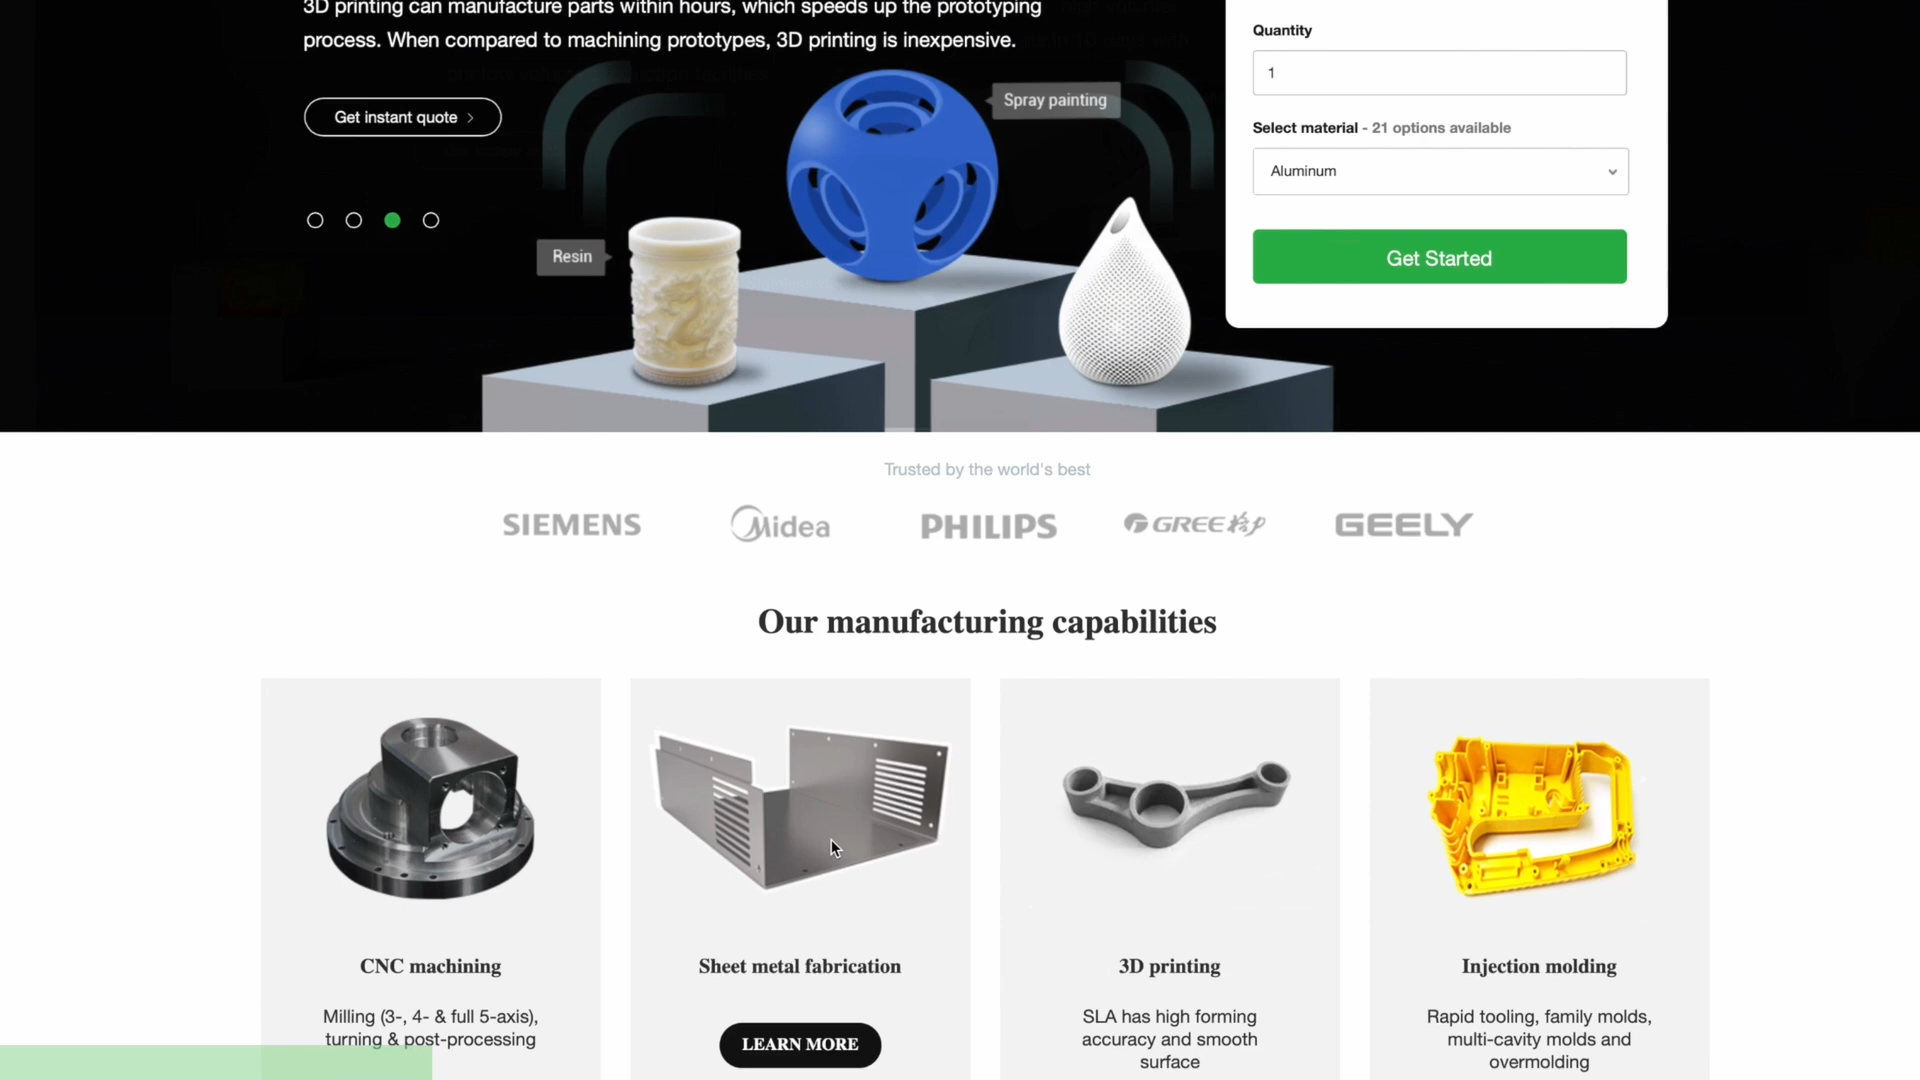 3D printing can manufacture parts within hours, which speeds up the prototyping
process. When compared to machining prototypes, 3D printing is inexpensive.
Get instant quote
Spray painting
Resin
Quantity
1
Select material - 21 options available
Aluminum
Get Started
Trusted by the world's best
SIEMENS
Midea
PHILIPS
GREE 格力
GEELY
Our manufacturing capabilities
CNC machining
Milling (3-, 4- & full 5-axis),
turning & post-processing
Sheet metal fabrication
LEARN MORE
3D printing
SLA has high forming
accuracy and smooth
surface
Injection molding
Rapid tooling, family molds,
multi-cavity molds and
overmolding